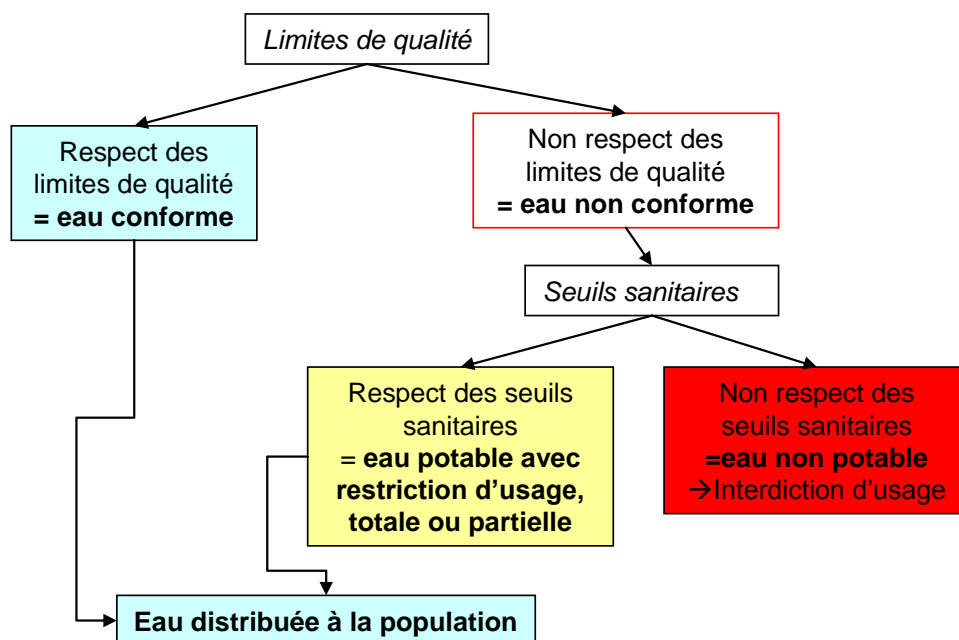 Limites de qualité
Respect des
limites de qualité
= eau conforme
Non respect des
limites de qualité
= eau non conforme
Seuils sanitaires
Respect des seuils
sanitaires
= eau potable avec
restriction d’usage,
totale ou partielle
Non respect des
seuils sanitaires
=eau non potable
→Interdiction d’usage
Eau distribuée à la population